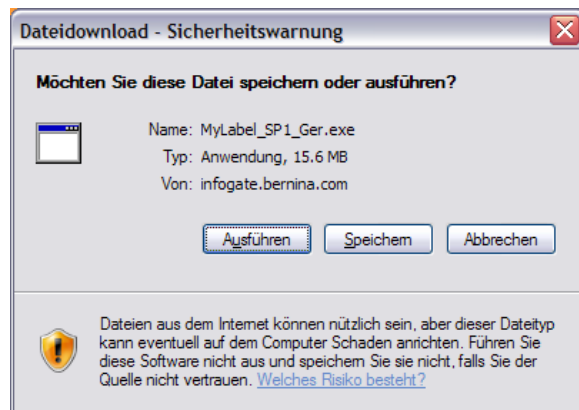 Dateidownload - Sicherheitswarnung
Möchten Sie diese Datei speichern oder ausführen?
Name: MyLabel_SP1_Ger.exe
Typ: Anwendung, 15.6 MB
Von: infogate.bernina.com
Ausführen Speichern Abbrechen
Dateien aus dem Internet können nützlich sein, aber dieser Dateityp
kann eventuell auf dem Computer Schaden anrichten. Führen Sie
diese Software nicht aus und speichern Sie sie nicht, falls Sie der
Quelle nicht vertrauen. Welches Risiko besteht?